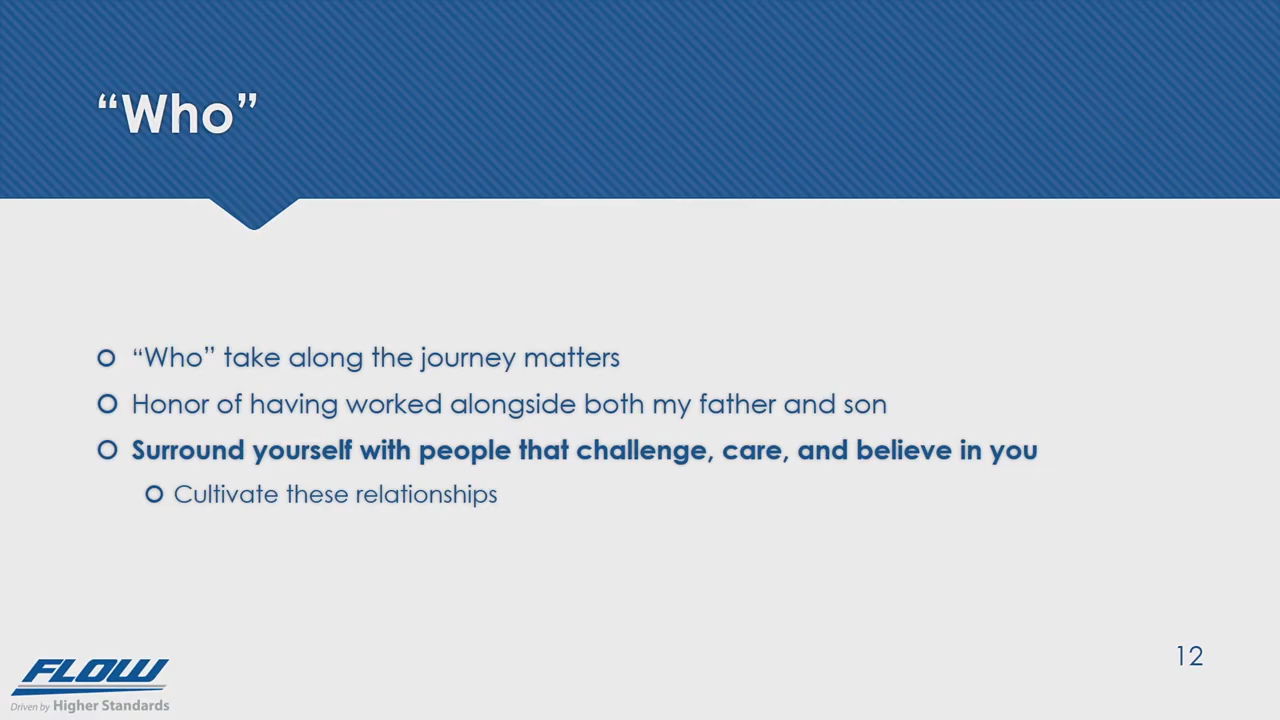 “Who”
“Who” take along the journey matters
Honor of having worked alongside both my father and son
Surround yourself with people that challenge, care, and believe in you
Cultivate these relationships
FLOW
Driven by Higher Standards
12